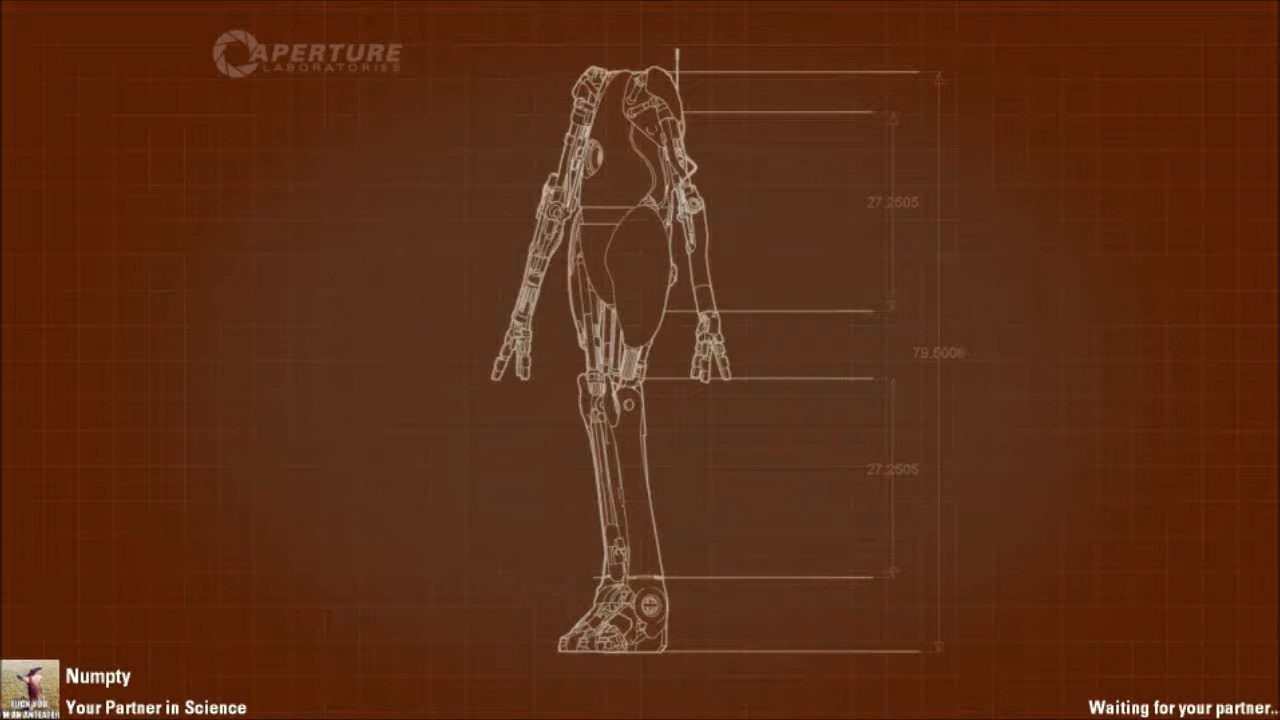 APERTURE
LABORATORIES
27.2505
79.5006
27.2505
Numpty
Your Partner in Science
Waiting for your partner..